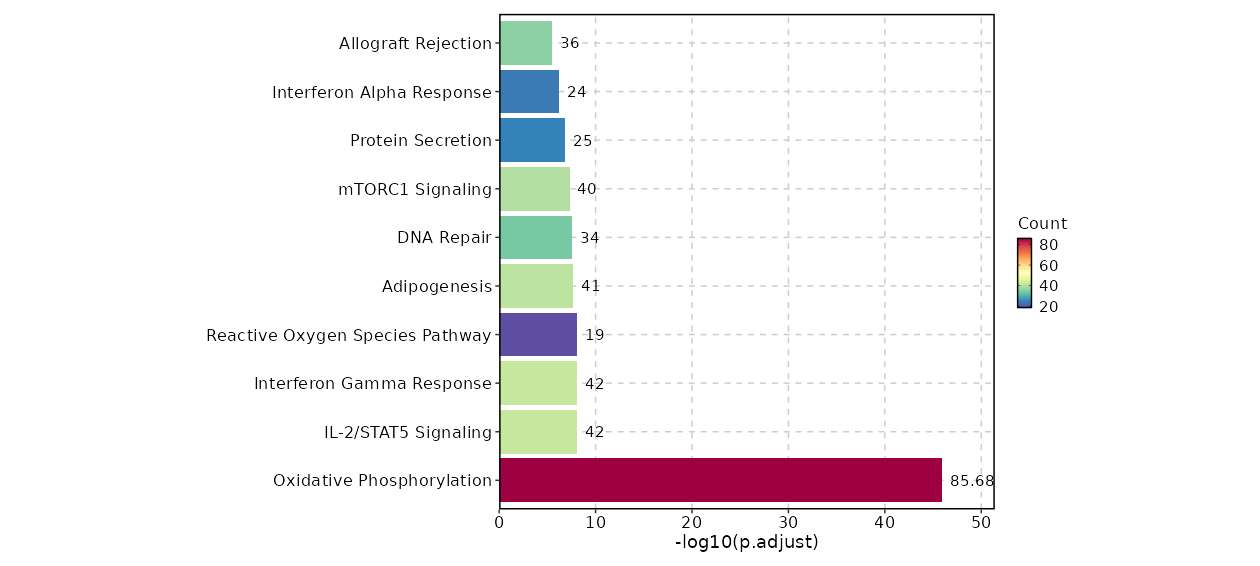 Allograft Rejection 36
Interferon Alpha Response 24
Protein Secretion 25
mTORC1 Signaling 40
DNA Repair 34
Adipogenesis 41
Reactive Oxygen Species Pathway 19
Interferon Gamma Response 42
IL-2/STAT5 Signaling 42
Oxidative Phosphorylation 85.68
0 10 20 30 40 50
-log10(p.adjust)
Count
80
60
40
20